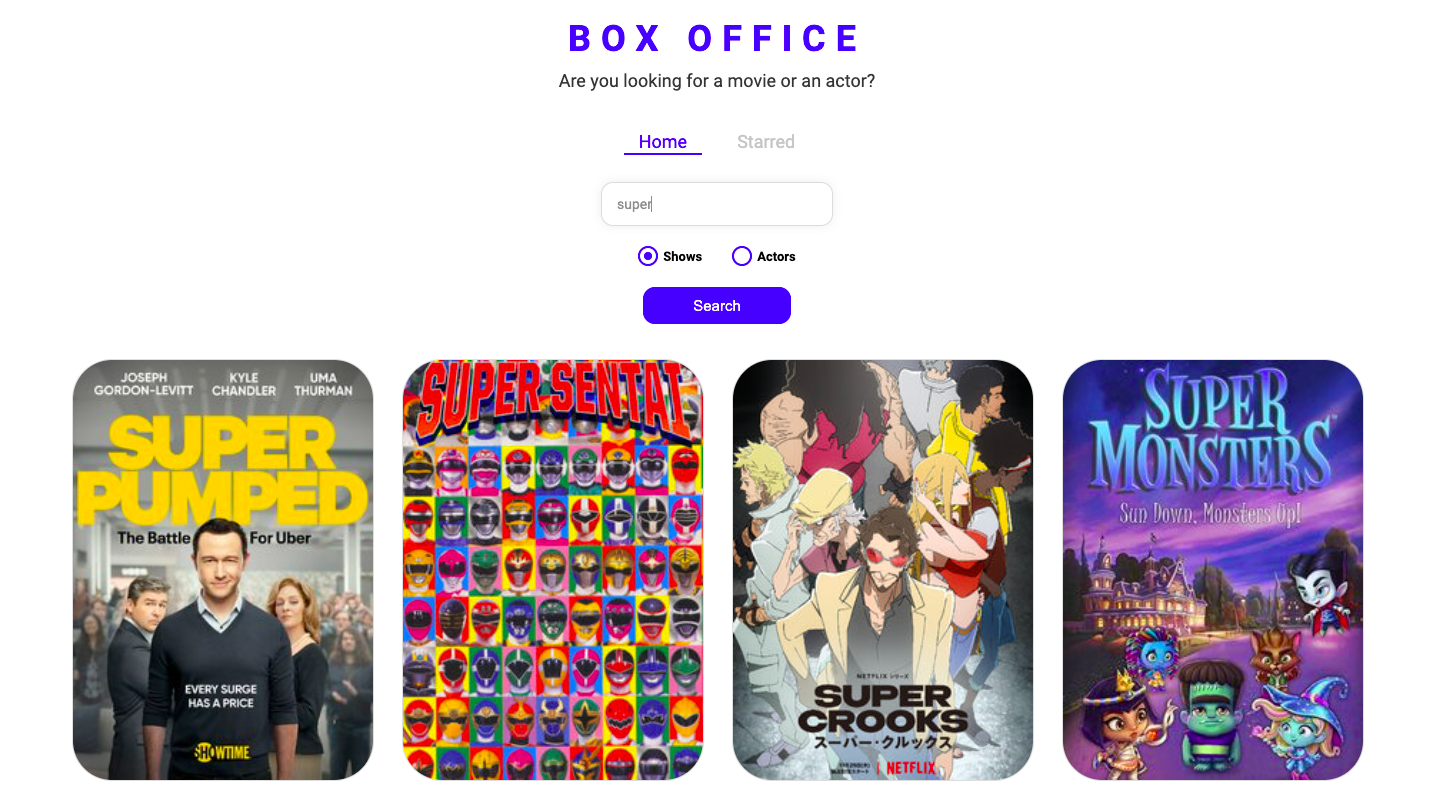 BOX OFFICE
Are you looking for a movie or an actor?
Home Starred
super
Shows Actors
Search
JOSEPH GORDON-LEVITT
KYLE CHANDLER
UMA THURMAN
SUPER
PUMPED
The Battle For Uber
EVERY SURGE
HAS A PRICE
SHOWTIME
SUPER SENTAI
NETFLIX シリーズ
SUPER
CROOKS
スーパー・クルックス
NETFLIX
SUPER
MONSTERS
Sun Down, Monsters Up!